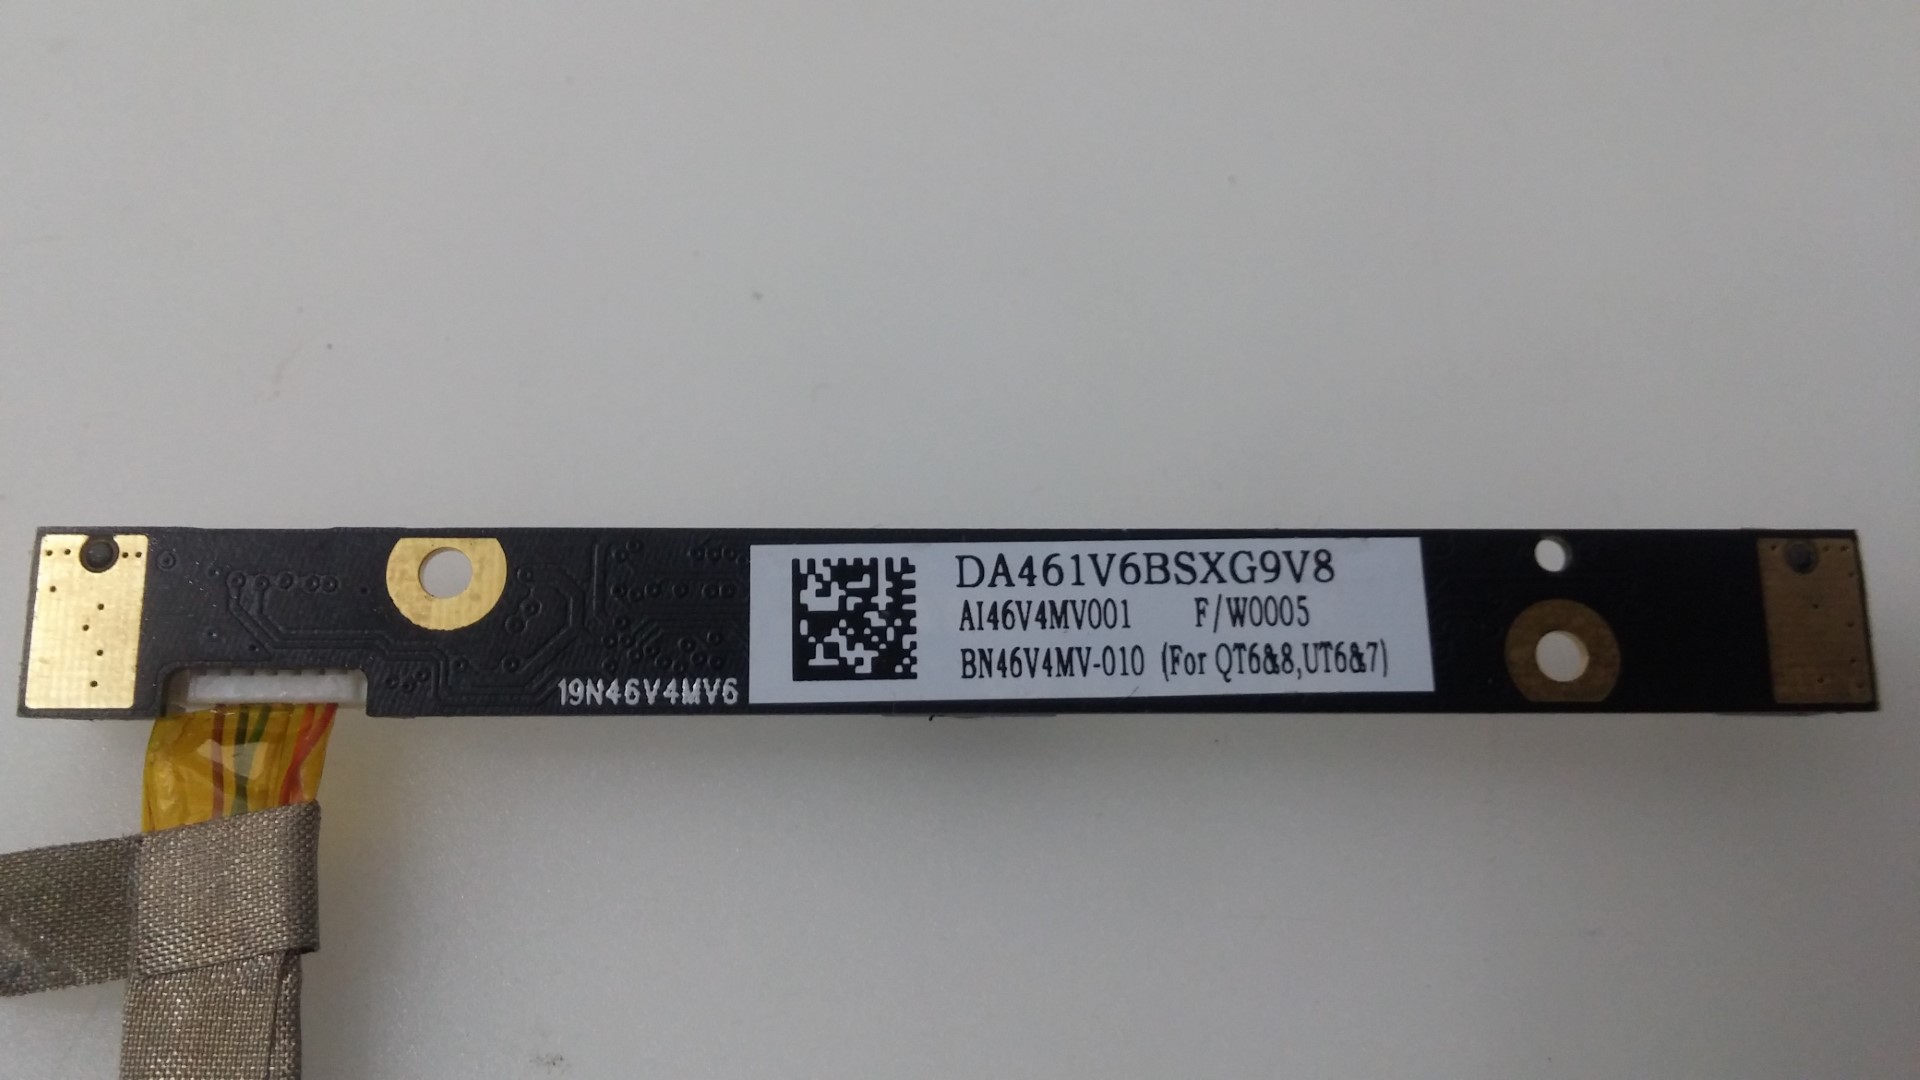 DA461V6BSXG9V8
AI46V4MV001 F/W0005
BN46V4MV-010 (For QT6&8,UT6&7)
19N46V4MV6